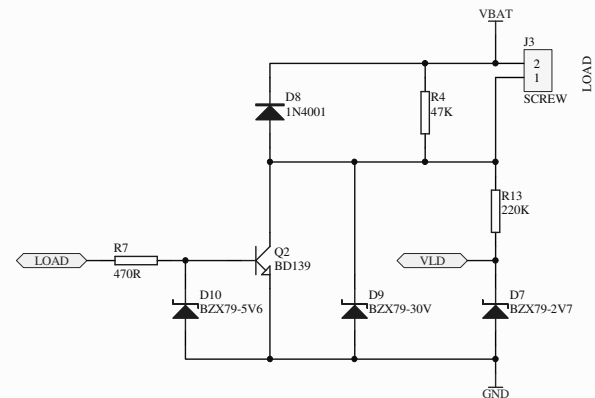 VBAT
J3
2
1
SCREW
LOAD
D8
1N4001
R4
47K
R13
220K
R7
470R
LOAD
Q2
BD139
VLD
D10
BZX79-5V6
D9
BZX79-30V
D7
BZX79-2V7
GND